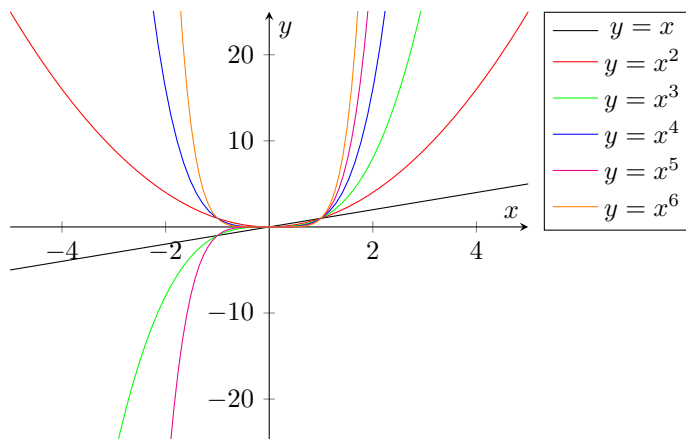 y
20
10
x
−4
−2
2
4
−10
−20
y = x
y = x²
y = x³
y = x⁴
y = x⁵
y = x⁶